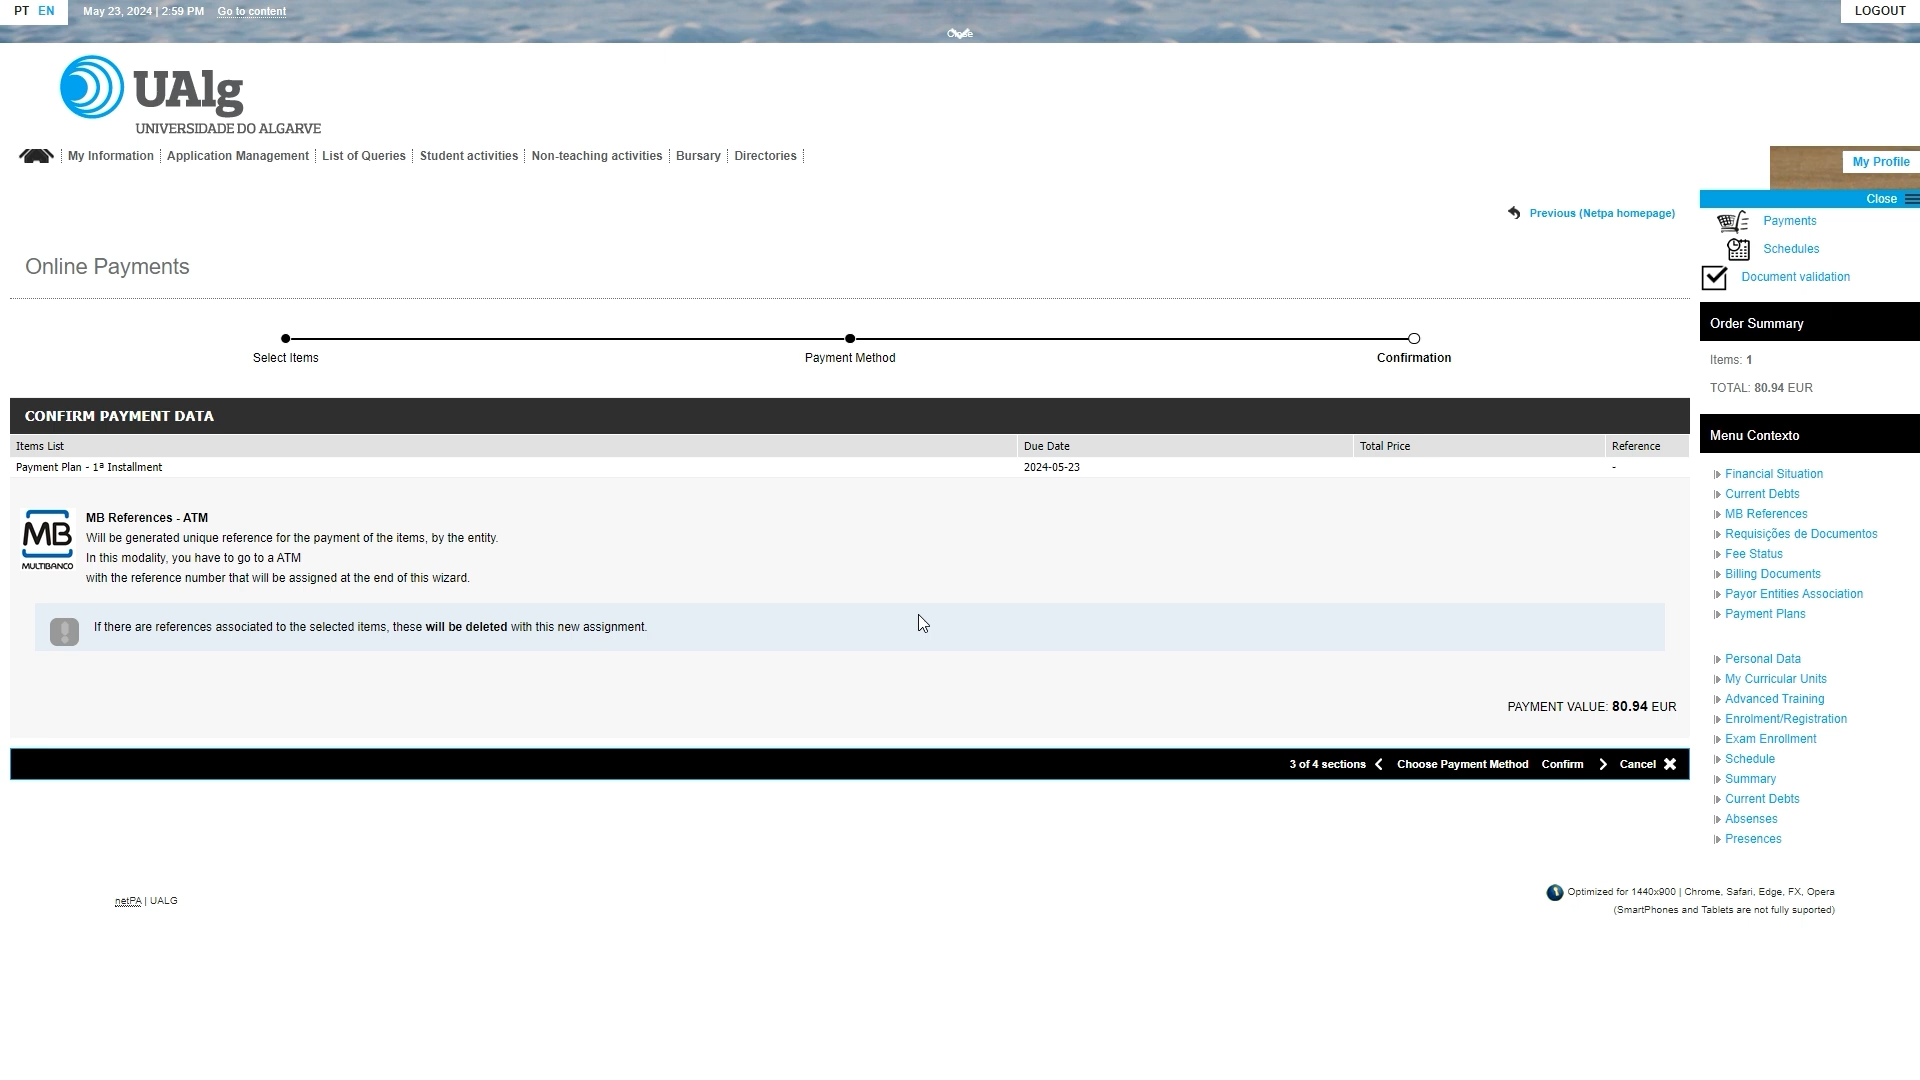 PT EN May 23, 2024 | 2:59 PM Go to content LOGOUT
Close
UAlg
UNIVERSIDADE DO ALGARVE
My Information Application Management List of Queries Student activities Non-teaching activities Bursary Directories
My Profile
Close
Previous (Netpa homepage)
Payments
Schedules
Document validation
Online Payments
Select Items Payment Method Confirmation
Order Summary
Items: 1
TOTAL: 80.94 EUR
CONFIRM PAYMENT DATA
Items List Due Date Total Price Reference
Payment Plan - 1ª Installment 2024-05-23 -
MB
MULTIBANCO
MB References - ATM
Will be generated unique reference for the payment of the items, by the entity.
In this modality, you have to go to a ATM
with the reference number that will be assigned at the end of this wizard.
If there are references associated to the selected items, these will be deleted with this new assignment.
PAYMENT VALUE: 80.94 EUR
3 of 4 sections Choose Payment Method Confirm Cancel
Menu Contexto
Financial Situation
Current Debts
MB References
Requisições de Documentos
Fee Status
Billing Documents
Payor Entities Association
Payment Plans
Personal Data
My Curricular Units
Advanced Training
Enrolment/Registration
Exam Enrollment
Schedule
Summary
Current Debts
Absenses
Presences
netPA | UALG
Optimized for 1440x900 | Chrome, Safari, Edge, FX, Opera
(SmartPhones and Tablets are not fully suported)